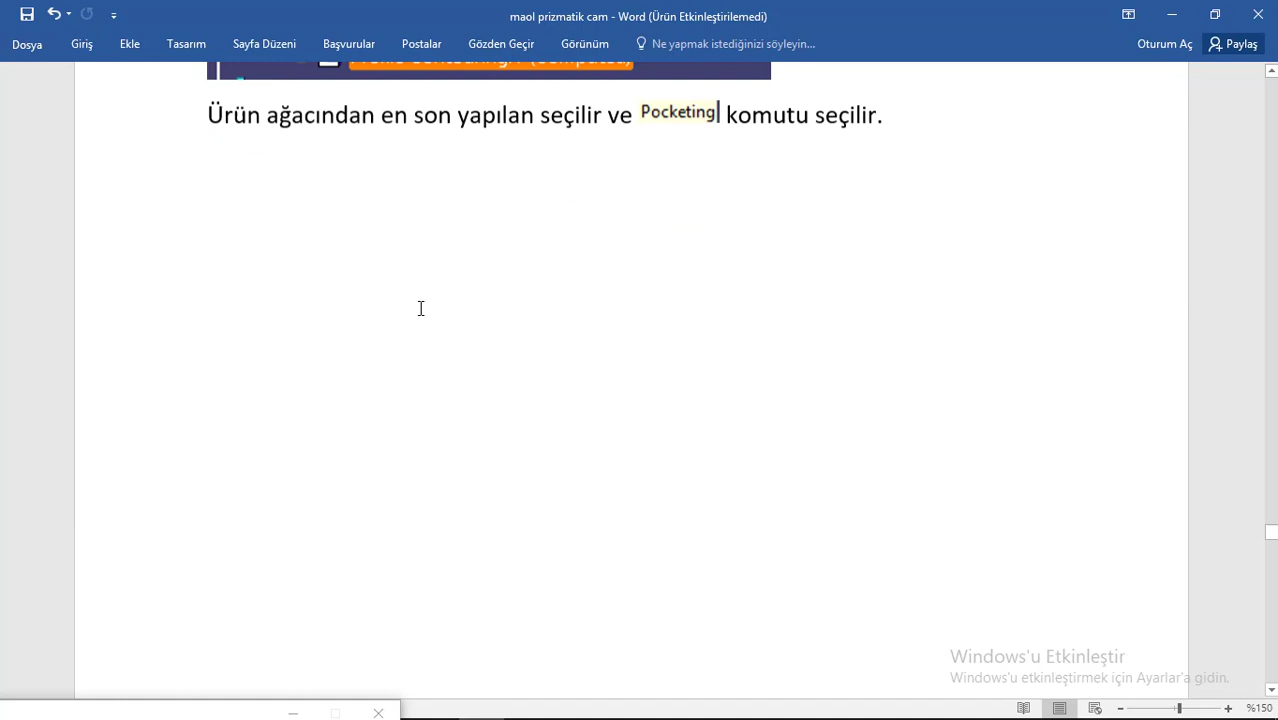 maol prizmatik cam - Word (Ürün Etkinleştirilemedi)
Dosya Giriş Ekle Tasarım Sayfa Düzeni Başvurular Postalar Gözden Geçir Görünüm Ne yapmak istediğinizi söyleyin... Oturum Aç Paylaş
Ürün ağacından en son yapılan seçilir ve Pocketing komutu seçilir.
Windows'u Etkinleştir
Windows'u etkinleştirmek için Ayarlar'a gidin.
%150